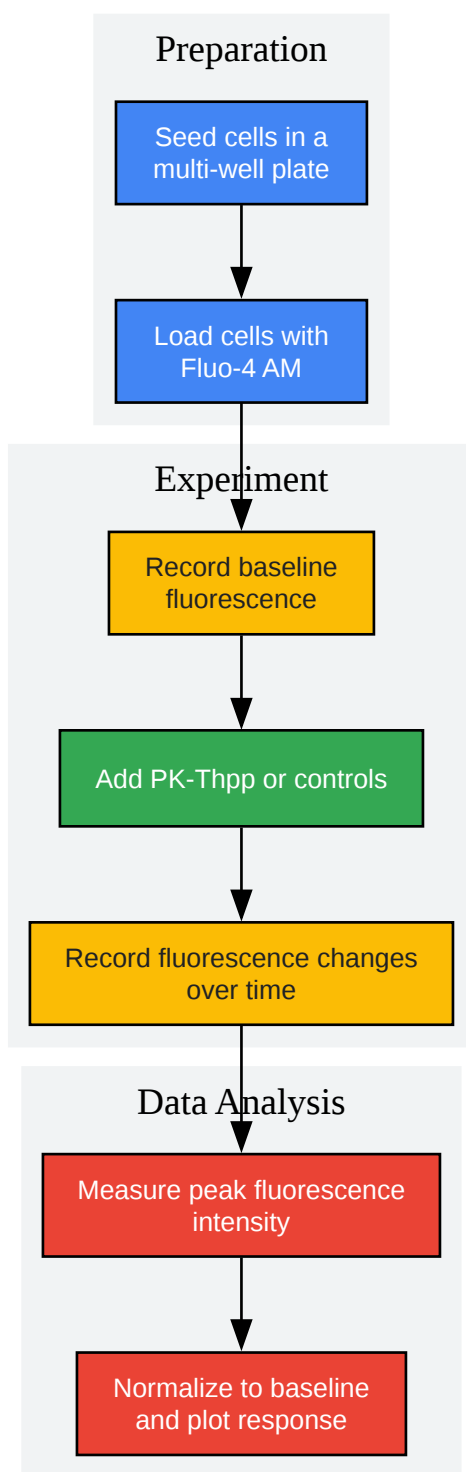 Preparation
Seed cells in a
multi-well plate
Load cells with
Fluo-4 AM
Experiment
Record baseline
fluorescence
Add PK-Thpp or controls
Record fluorescence changes
over time
Data Analysis
Measure peak fluorescence
intensity
Normalize to baseline
and plot response